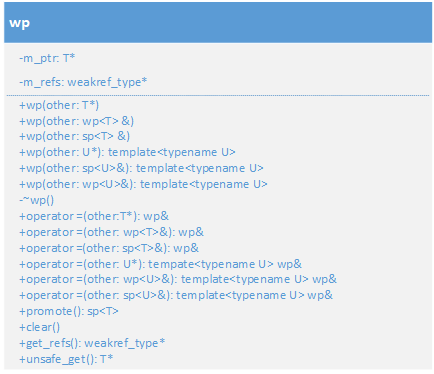 wp
-m_ptr: T*
-m_refs: weakref_type*
+wp(other: T*)
+wp(other: wp<T> &)
+wp(other: sp<T> &)
+wp(other: U*): template<typename U>
+wp(other: sp<U>&): template<typename U>
+wp(other: wp<U>&): template<typename U>
-~wp()
+operator =(other:T*): wp&
+operator =(other: wp<T>&): wp&
+operator =(other: sp<T>&): wp&
+operator =(other: U*): tempate<typename U> wp&
+operator =(other: wp<U>&): template<typename U> wp&
+operator =(other: sp<U>&): template<typename U> wp&
+promote(): sp<T>
+clear()
+get_refs(): weakref_type*
+unsafe_get(): T*